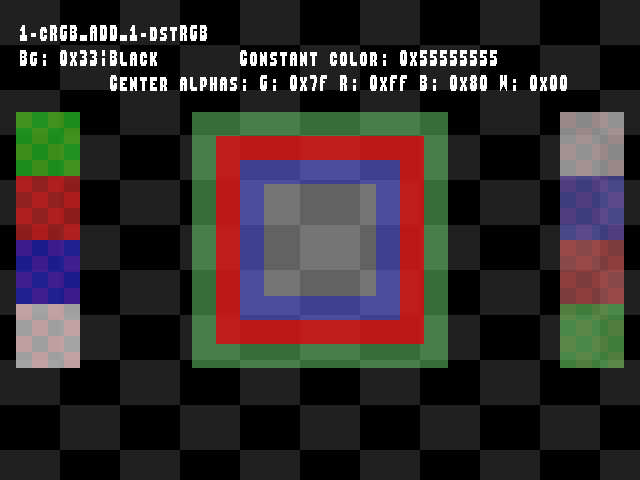 1-cRGB_ADD_1-dstRGB
Bg: 0x33|Black Constant color: 0x55555555
Center alphas: G: 0x7f R: 0xff B: 0x80 W: 0x00